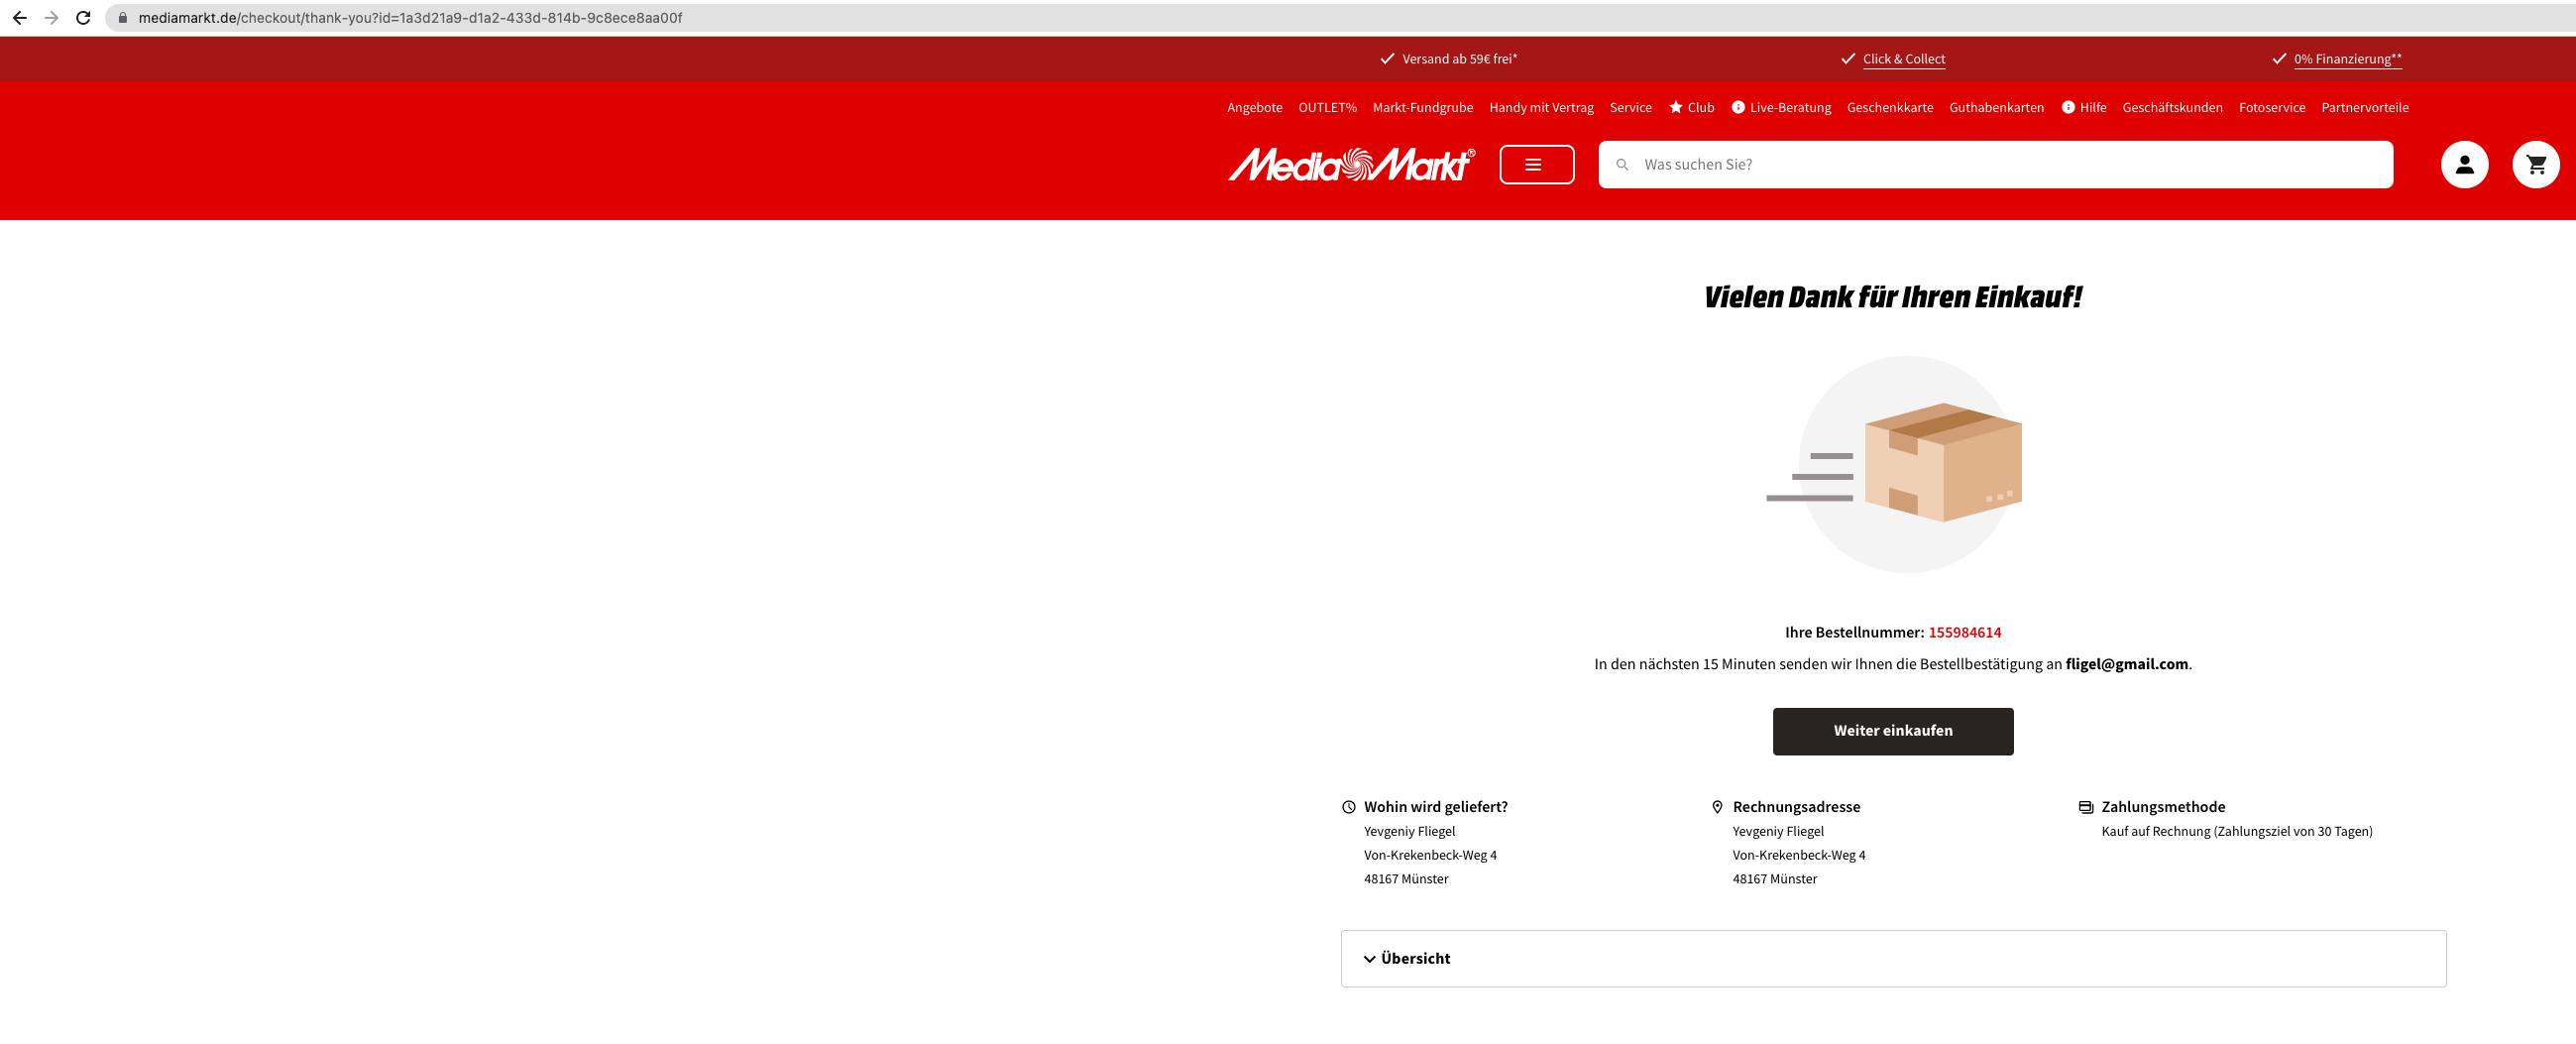 mediamarkt.de/checkout/thank-you?id=1a3d21a9-d1a2-433d-814b-9c8ece8aa00f
Versand ab 59€ frei* Click & Collect 0% Finanzierung**
Angebote OUTLET% Markt-Fundgrube Handy mit Vertrag Service Club Live-Beratung Geschenkkarte Guthabenkarten Hilfe Geschäftskunden Fotoservice Partnervorteile
MediaMarkt® Was suchen Sie?
Vielen Dank für Ihren Einkauf!
Ihre Bestellnummer: 155984614
In den nächsten 15 Minuten senden wir Ihnen die Bestellbestätigung an fligel@gmail.com.
Weiter einkaufen
Wohin wird geliefert?
Yevgeniy Fliegel
Von-Krekenbeck-Weg 4
48167 Münster
Rechnungsadresse
Yevgeniy Fliegel
Von-Krekenbeck-Weg 4
48167 Münster
Zahlungsmethode
Kauf auf Rechnung (Zahlungsziel von 30 Tagen)
Übersicht